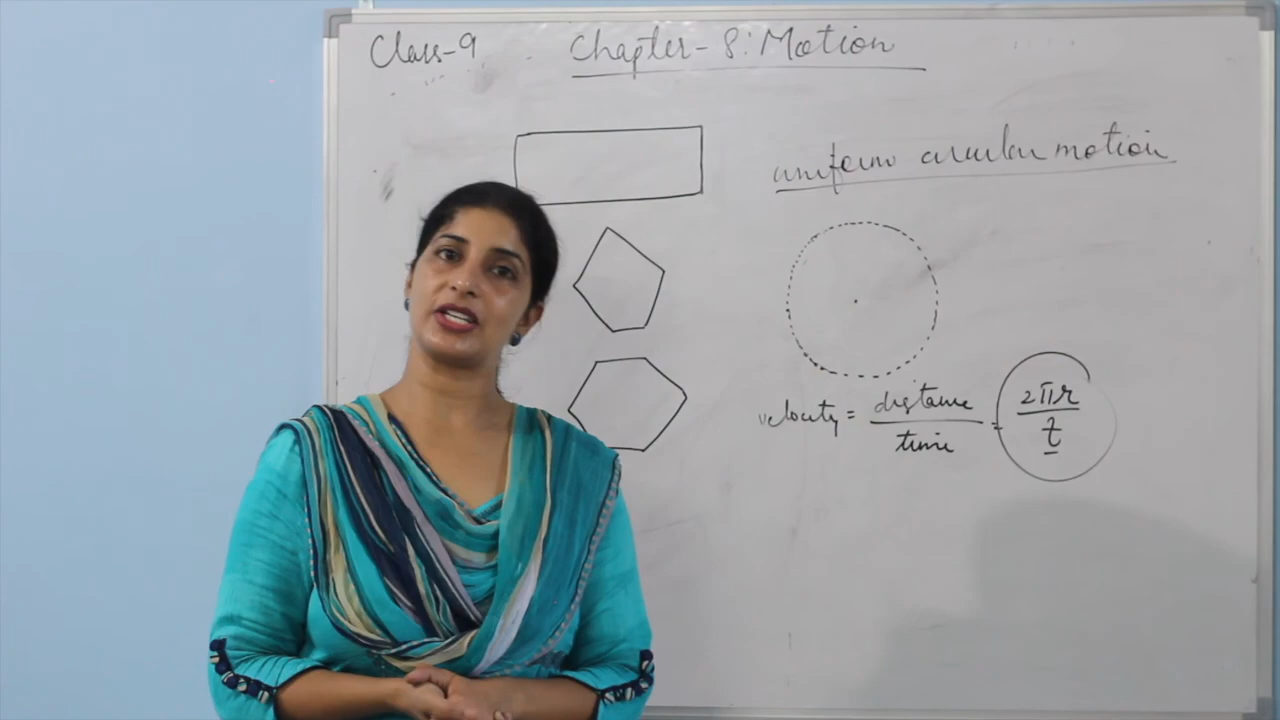 Class-9 Chapter-8: Motion
uniform circular motion
velocity = distance / time = 2πr / t